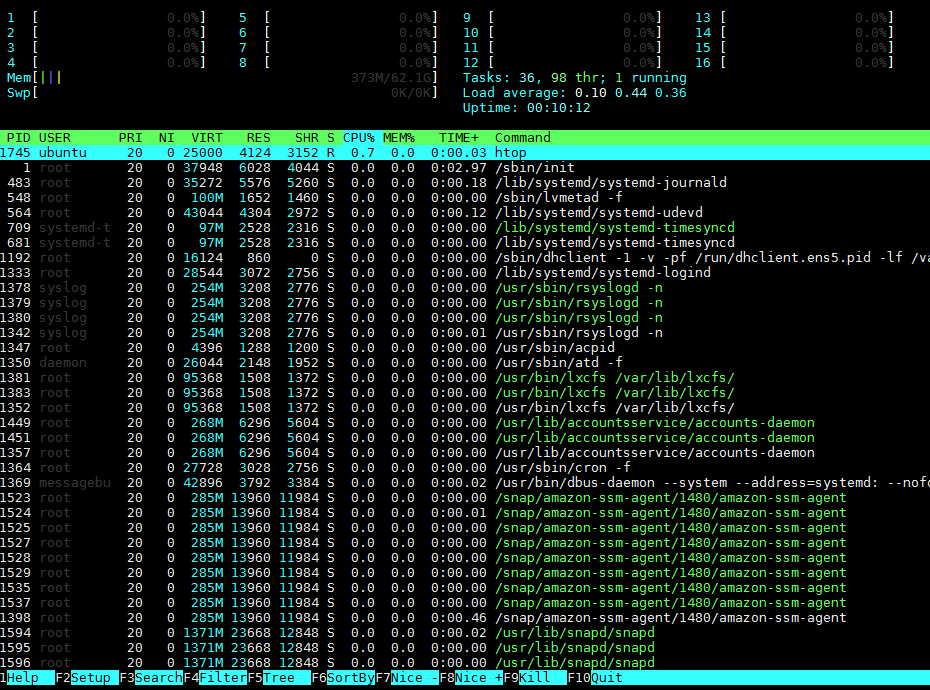 1 [ 0.0%] 5 [ 0.0%] 9 [ 0.0%] 13 [ 0.0%]
2 [ 0.0%] 6 [ 0.0%] 10 [ 0.0%] 14 [ 0.0%]
3 [ 0.0%] 7 [ 0.0%] 11 [ 0.0%] 15 [ 0.0%]
4 [ 0.0%] 8 [ 0.0%] 12 [ 0.0%] 16 [ 0.0%]
Mem[||| 373M/62.1G] Tasks: 36, 98 thr; 1 running
Swp[ 0K/0K] Load average: 0.10 0.44 0.36
Uptime: 00:10:12
PID USER PRI NI VIRT RES SHR S CPU% MEM% TIME+ Command
1745 ubuntu 20 0 25000 4124 3152 R 0.7 0.0 0:00.03 htop
1 root 20 0 37948 6028 4044 S 0.0 0.0 0:02.97 /sbin/init
483 root 20 0 35272 5576 5260 S 0.0 0.0 0:00.18 /lib/systemd/systemd-journald
548 root 20 0 100M 1652 1460 S 0.0 0.0 0:00.00 /sbin/lvmetad -f
564 root 20 0 43044 4304 2972 S 0.0 0.0 0:00.12 /lib/systemd/systemd-udevd
709 systemd-t 20 0 97M 2528 2316 S 0.0 0.0 0:00.00 /lib/systemd/systemd-timesyncd
681 systemd-t 20 0 97M 2528 2316 S 0.0 0.0 0:00.00 /lib/systemd/systemd-timesyncd
1192 root 20 0 16124 860 0 S 0.0 0.0 0:00.00 /sbin/dhclient -1 -v -pf /run/dhclient.ens5.pid -lf /va
1333 root 20 0 28544 3072 2756 S 0.0 0.0 0:00.00 /lib/systemd/systemd-logind
1378 syslog 20 0 254M 3208 2776 S 0.0 0.0 0:00.00 /usr/sbin/rsyslogd -n
1379 syslog 20 0 254M 3208 2776 S 0.0 0.0 0:00.00 /usr/sbin/rsyslogd -n
1380 syslog 20 0 254M 3208 2776 S 0.0 0.0 0:00.00 /usr/sbin/rsyslogd -n
1342 syslog 20 0 254M 3208 2776 S 0.0 0.0 0:00.01 /usr/sbin/rsyslogd -n
1347 root 20 0 4396 1288 1200 S 0.0 0.0 0:00.00 /usr/sbin/acpid
1350 daemon 20 0 26044 2148 1952 S 0.0 0.0 0:00.00 /usr/sbin/atd -f
1381 root 20 0 95368 1508 1372 S 0.0 0.0 0:00.00 /usr/bin/lxcfs /var/lib/lxcfs/
1383 root 20 0 95368 1508 1372 S 0.0 0.0 0:00.00 /usr/bin/lxcfs /var/lib/lxcfs/
1352 root 20 0 95368 1508 1372 S 0.0 0.0 0:00.00 /usr/bin/lxcfs /var/lib/lxcfs/
1449 root 20 0 268M 6296 5604 S 0.0 0.0 0:00.00 /usr/lib/accountsservice/accounts-daemon
1451 root 20 0 268M 6296 5604 S 0.0 0.0 0:00.00 /usr/lib/accountsservice/accounts-daemon
1357 root 20 0 268M 6296 5604 S 0.0 0.0 0:00.00 /usr/lib/accountsservice/accounts-daemon
1364 root 20 0 27728 3028 2756 S 0.0 0.0 0:00.00 /usr/sbin/cron -f
1369 messagebu 20 0 42896 3792 3384 S 0.0 0.0 0:00.02 /usr/bin/dbus-daemon --system --address=systemd: --nofo
1523 root 20 0 285M 13960 11984 S 0.0 0.0 0:00.00 /snap/amazon-ssm-agent/1480/amazon-ssm-agent
1524 root 20 0 285M 13960 11984 S 0.0 0.0 0:00.01 /snap/amazon-ssm-agent/1480/amazon-ssm-agent
1525 root 20 0 285M 13960 11984 S 0.0 0.0 0:00.00 /snap/amazon-ssm-agent/1480/amazon-ssm-agent
1527 root 20 0 285M 13960 11984 S 0.0 0.0 0:00.00 /snap/amazon-ssm-agent/1480/amazon-ssm-agent
1528 root 20 0 285M 13960 11984 S 0.0 0.0 0:00.00 /snap/amazon-ssm-agent/1480/amazon-ssm-agent
1529 root 20 0 285M 13960 11984 S 0.0 0.0 0:00.00 /snap/amazon-ssm-agent/1480/amazon-ssm-agent
1535 root 20 0 285M 13960 11984 S 0.0 0.0 0:00.00 /snap/amazon-ssm-agent/1480/amazon-ssm-agent
1537 root 20 0 285M 13960 11984 S 0.0 0.0 0:00.00 /snap/amazon-ssm-agent/1480/amazon-ssm-agent
1398 root 20 0 285M 13960 11984 S 0.0 0.0 0:00.46 /snap/amazon-ssm-agent/1480/amazon-ssm-agent
1594 root 20 0 1371M 23668 12848 S 0.0 0.0 0:00.02 /usr/lib/snapd/snapd
1595 root 20 0 1371M 23668 12848 S 0.0 0.0 0:00.00 /usr/lib/snapd/snapd
1596 root 20 0 1371M 23668 12848 S 0.0 0.0 0:00.00 /usr/lib/snapd/snapd
1Help F2Setup F3SearchF4FilterF5Tree F6SortByF7Nice -F8Nice +F9Kill F10Quit